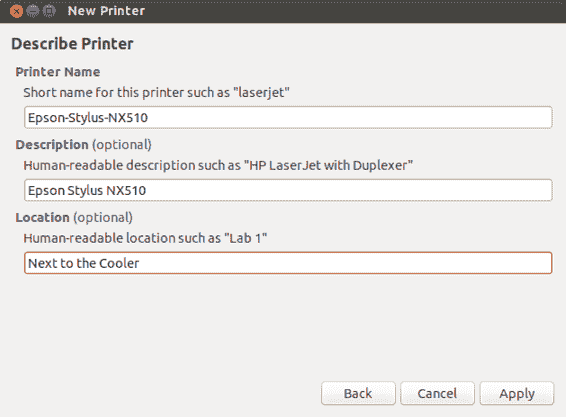 New Printer
Describe Printer
Printer Name
Short name for this printer such as "laserjet"
Epson-Stylus-NX510
Description (optional)
Human-readable description such as "HP LaserJet with Duplexer"
Epson Stylus NX510
Location (optional)
Human-readable location such as "Lab 1"
Next to the Cooler
Back Cancel Apply